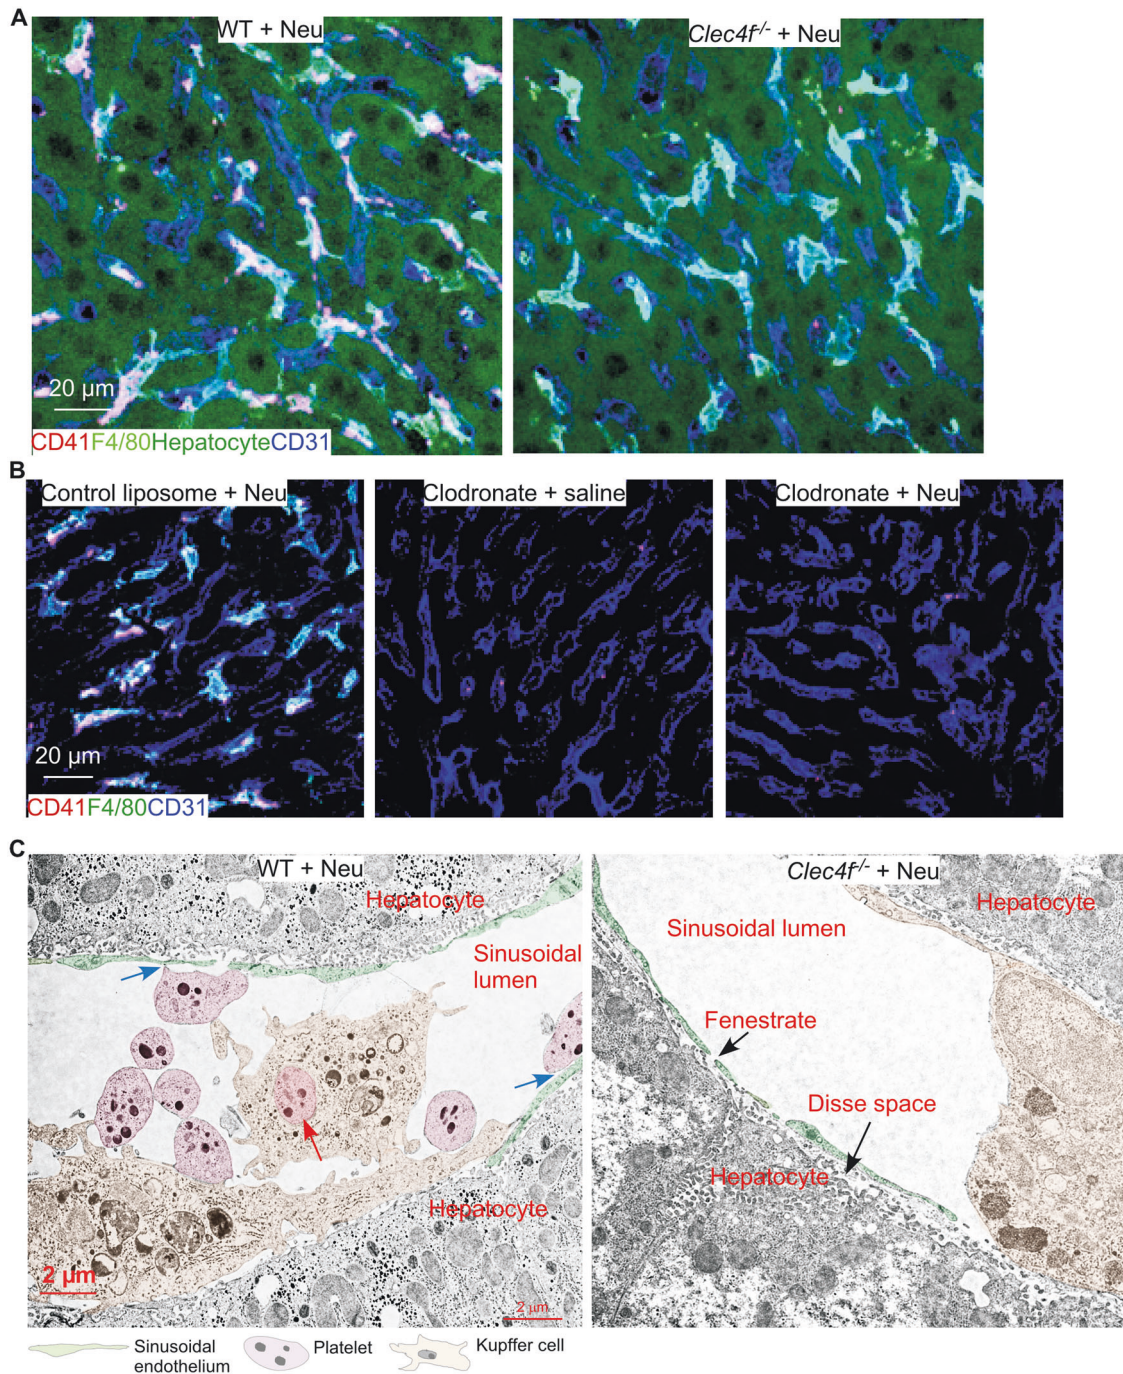 A
WT + Neu
Clec4f-/- + Neu
20 µm
CD41F4/80HepatocyteCD31
B
Control liposome + Neu
Clodronate + saline
Clodronate + Neu
20 µm
CD41F4/80CD31
C
WT + Neu
Clec4f-/- + Neu
Hepatocyte
Hepatocyte
Sinusoidal
lumen
Sinusoidal lumen
Fenestrate
Disse space
Hepatocyte
Hepatocyte
2 µm
2 µm
Sinusoidal
endothelium
Platelet
Kupffer cell